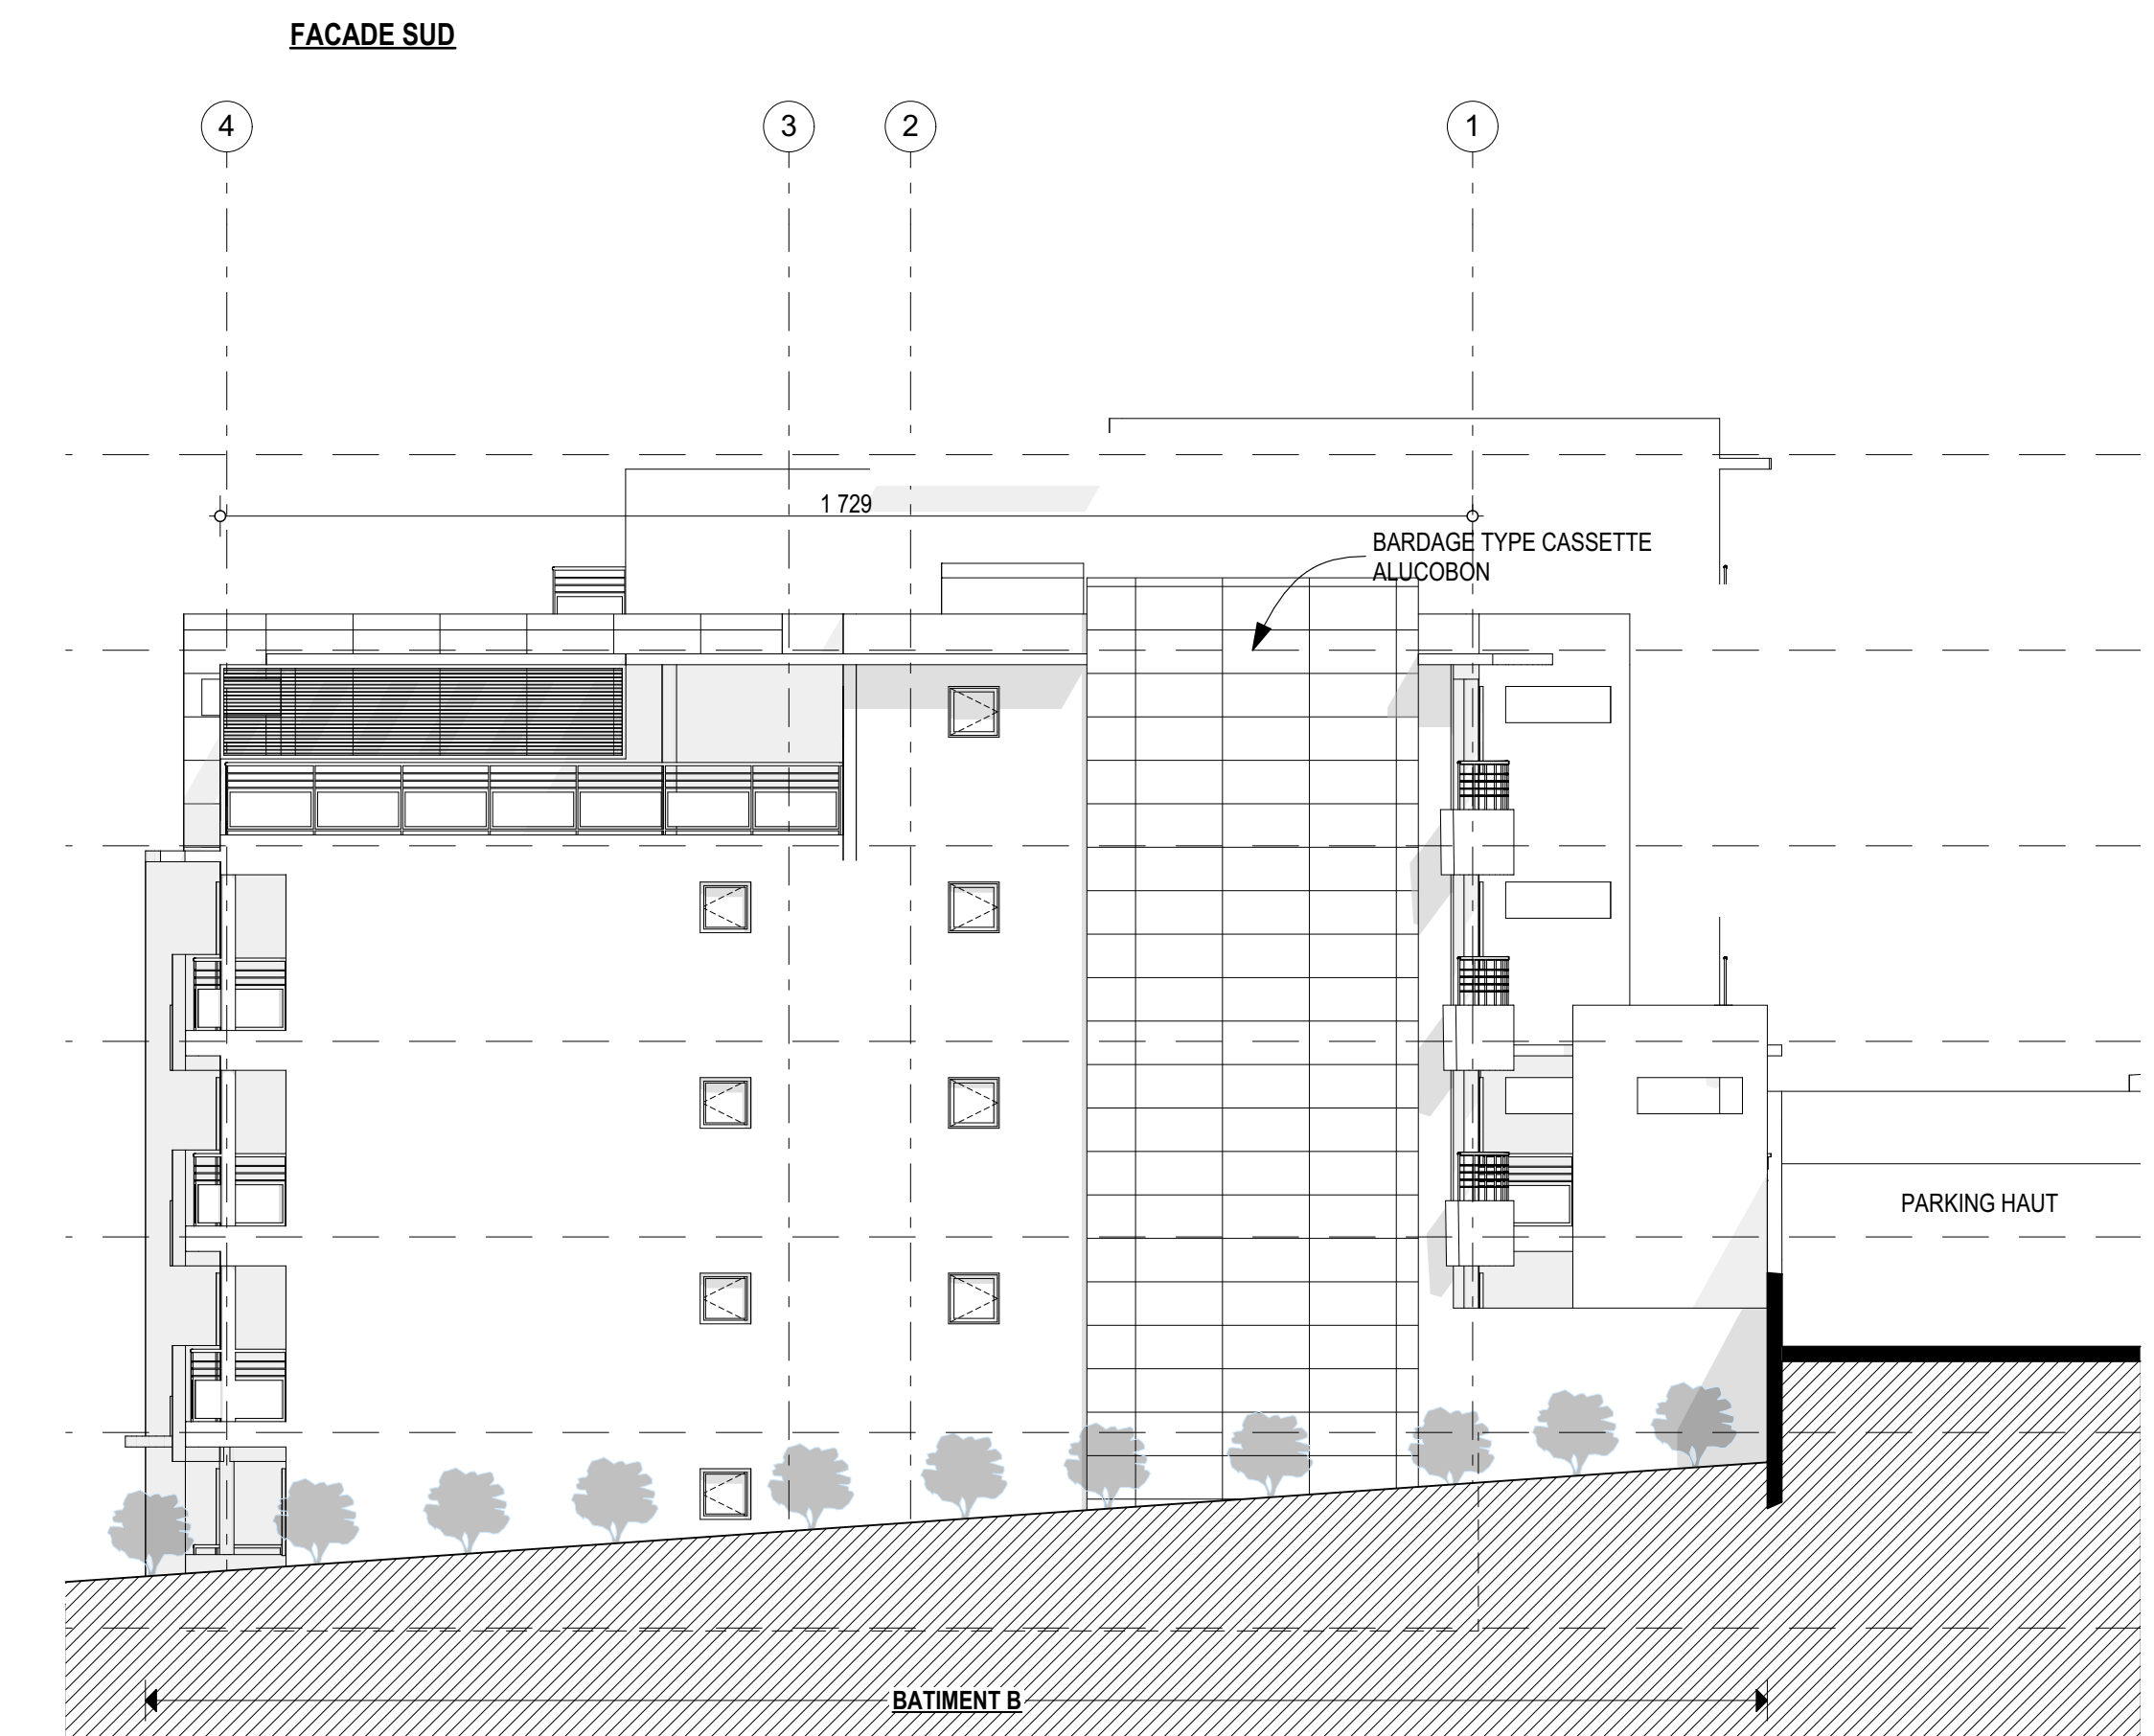 FACADE SUD
4
3
2
1
1 729
BARDAGE TYPE CASSETTE
ALUCOBON
PARKING HAUT
BATIMENT B